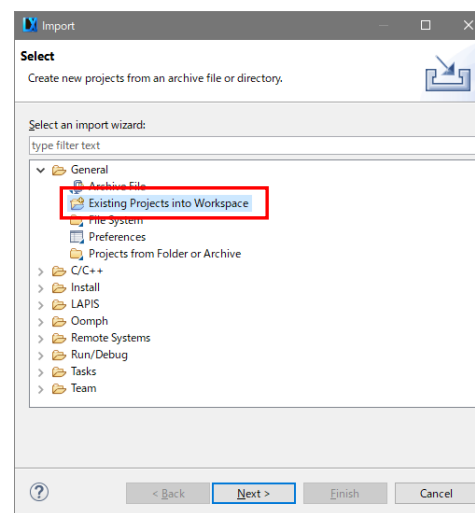 Import
Select
Create new projects from an archive file or directory.
Select an import wizard:
type filter text
General
Archive File
Existing Projects into Workspace
File System
Preferences
Projects from Folder or Archive
C/C++
Install
LAPIS
Oomph
Remote Systems
Run/Debug
Tasks
Team
? < Back Next > Finish Cancel